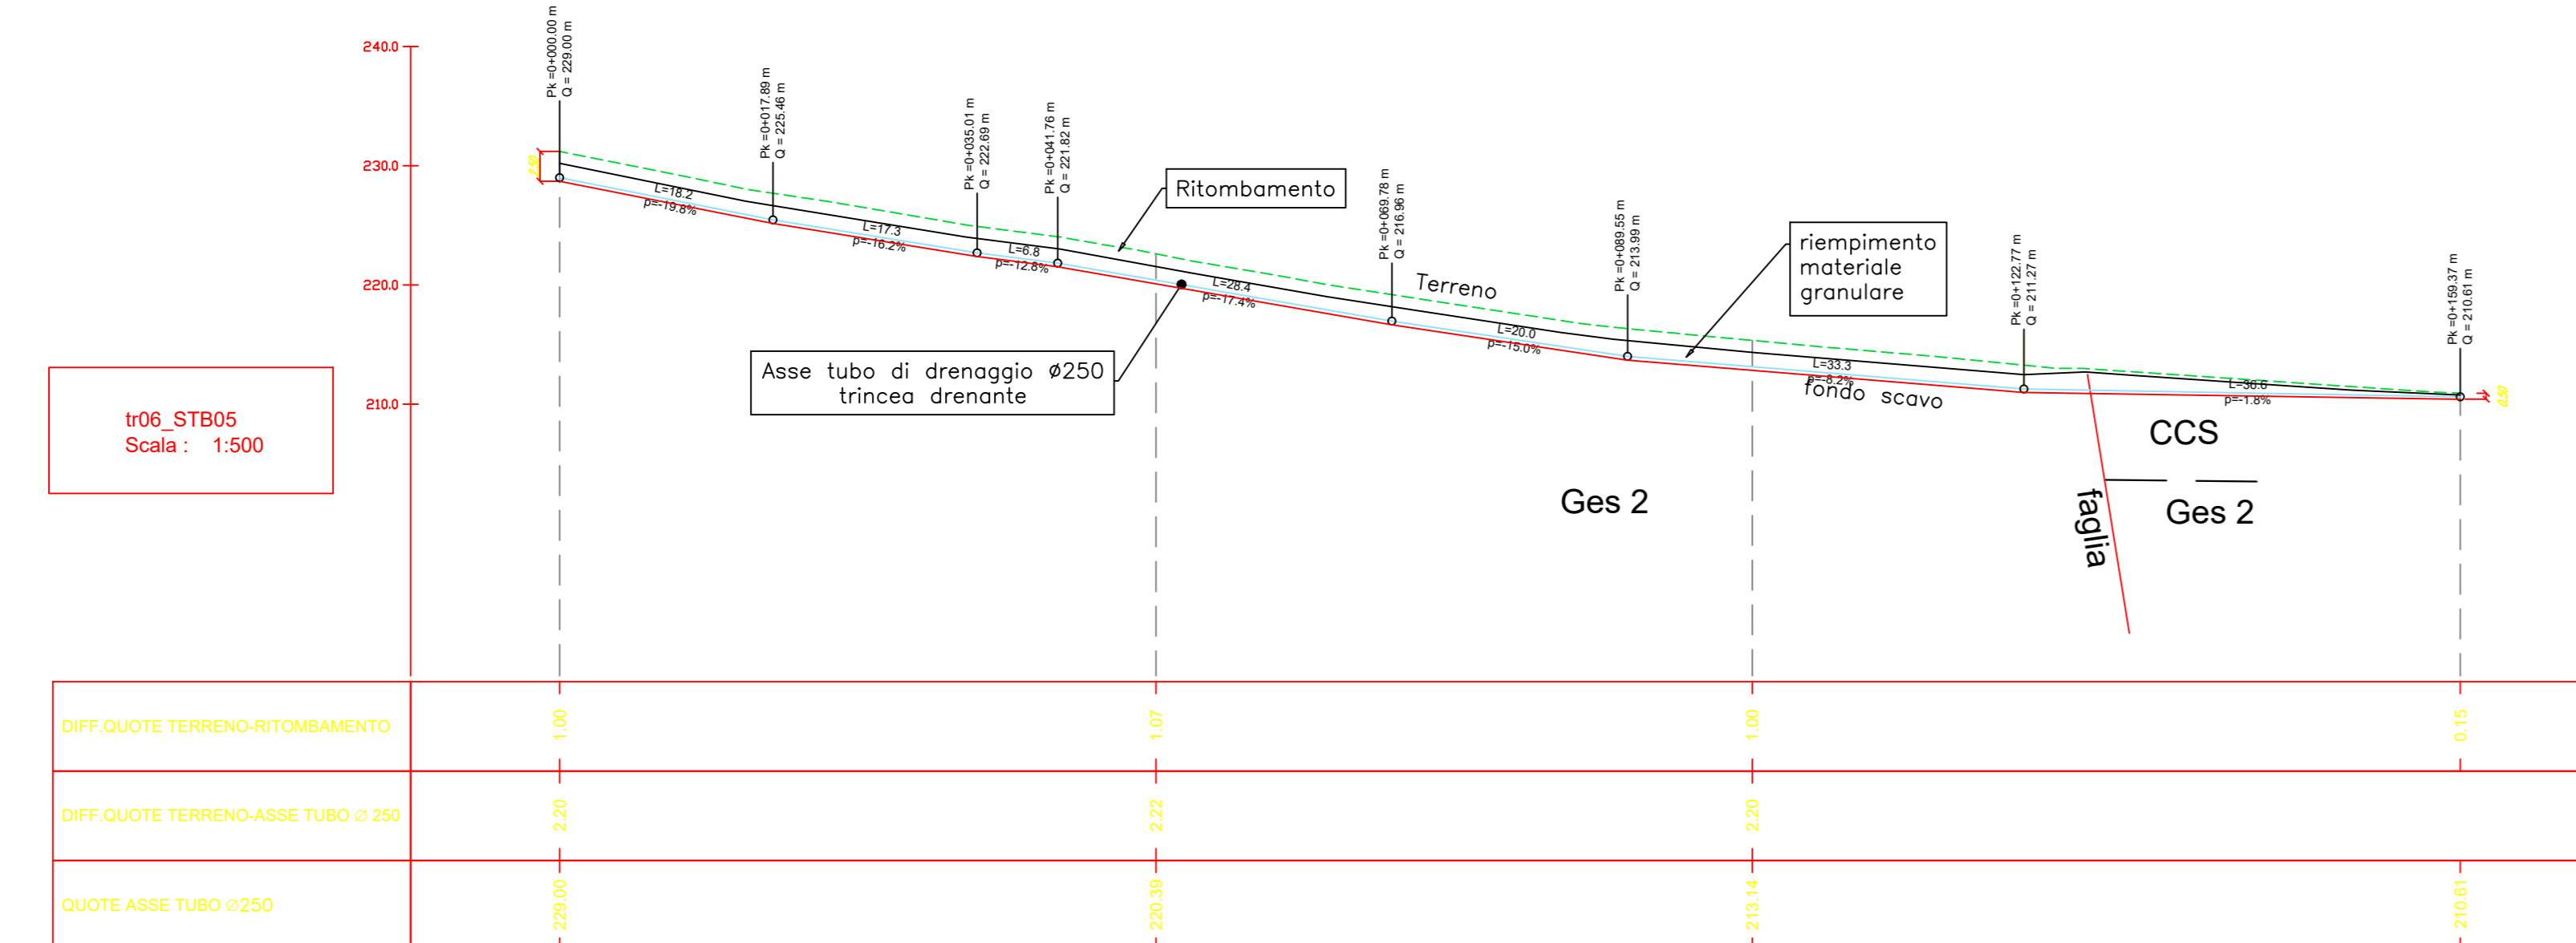 240.0
230.0
220.0
210.0
tr06_STB05
Scala : 1:500
Pk =0+000.00 m
Q = 229.00 m
Pk =0+017.89 m
Q = 225.46 m
Pk =0+035.01 m
Q = 222.69 m
Pk =0+041.76 m
Q = 221.82 m
Pk =0+069.78 m
Q = 216.96 m
Pk =0+089.55 m
Q = 213.99 m
Pk =0+122.77 m
Q = 211.27 m
Pk =0+159.37 m
Q = 210.61 m
2.50
L=18.2
p=-19.8%
L=17.3
p=-16.2%
L=6.8
p=-12.8%
L=28.4
p=-17.4%
L=20.0
p=-15.0%
L=33.3
p=-8.2%
L=36.6
p=-1.8%
0.50
Ritombamento
Terreno
riempimento
materiale
granulare
Asse tubo di drenaggio Ø250
trincea drenante
fondo scavo
CCS
Ges 2
Ges 2
faglia
DIFF.QUOTE TERRENO-RITOMBAMENTO
1.00
1.07
1.00
0.15
DIFF.QUOTE TERRENO-ASSE TUBO Ø 250
2.20
2.22
2.20
QUOTE ASSE TUBO Ø250
229.00
220.39
213.14
210.61